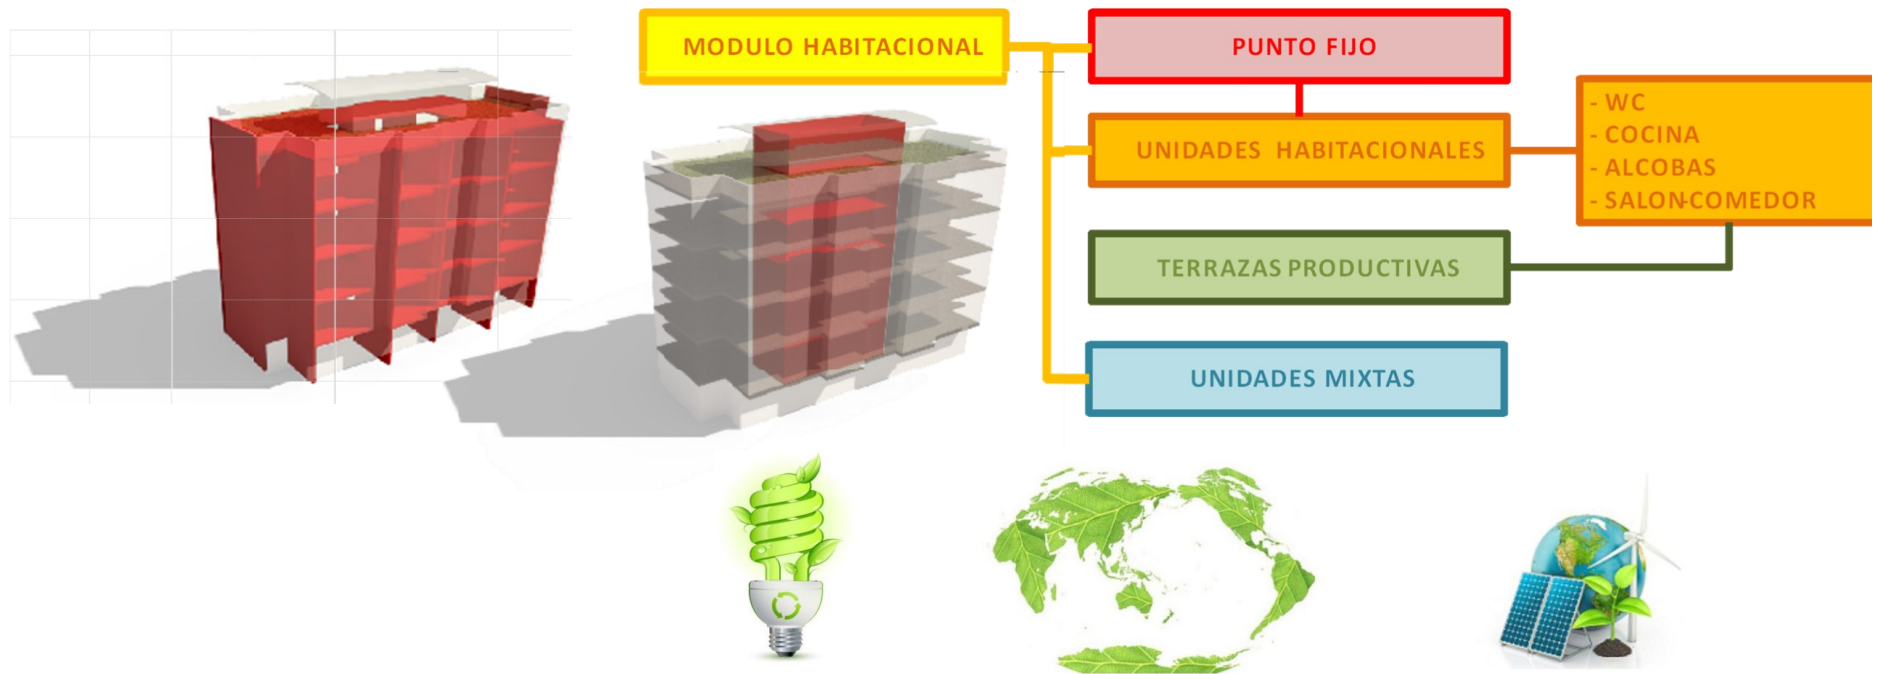 MODULO HABITACIONAL
PUNTO FIJO
UNIDADES HABITACIONALES
- WC
- COCINA
- ALCOBAS
- SALON-COMEDOR
TERRAZAS PRODUCTIVAS
UNIDADES MIXTAS